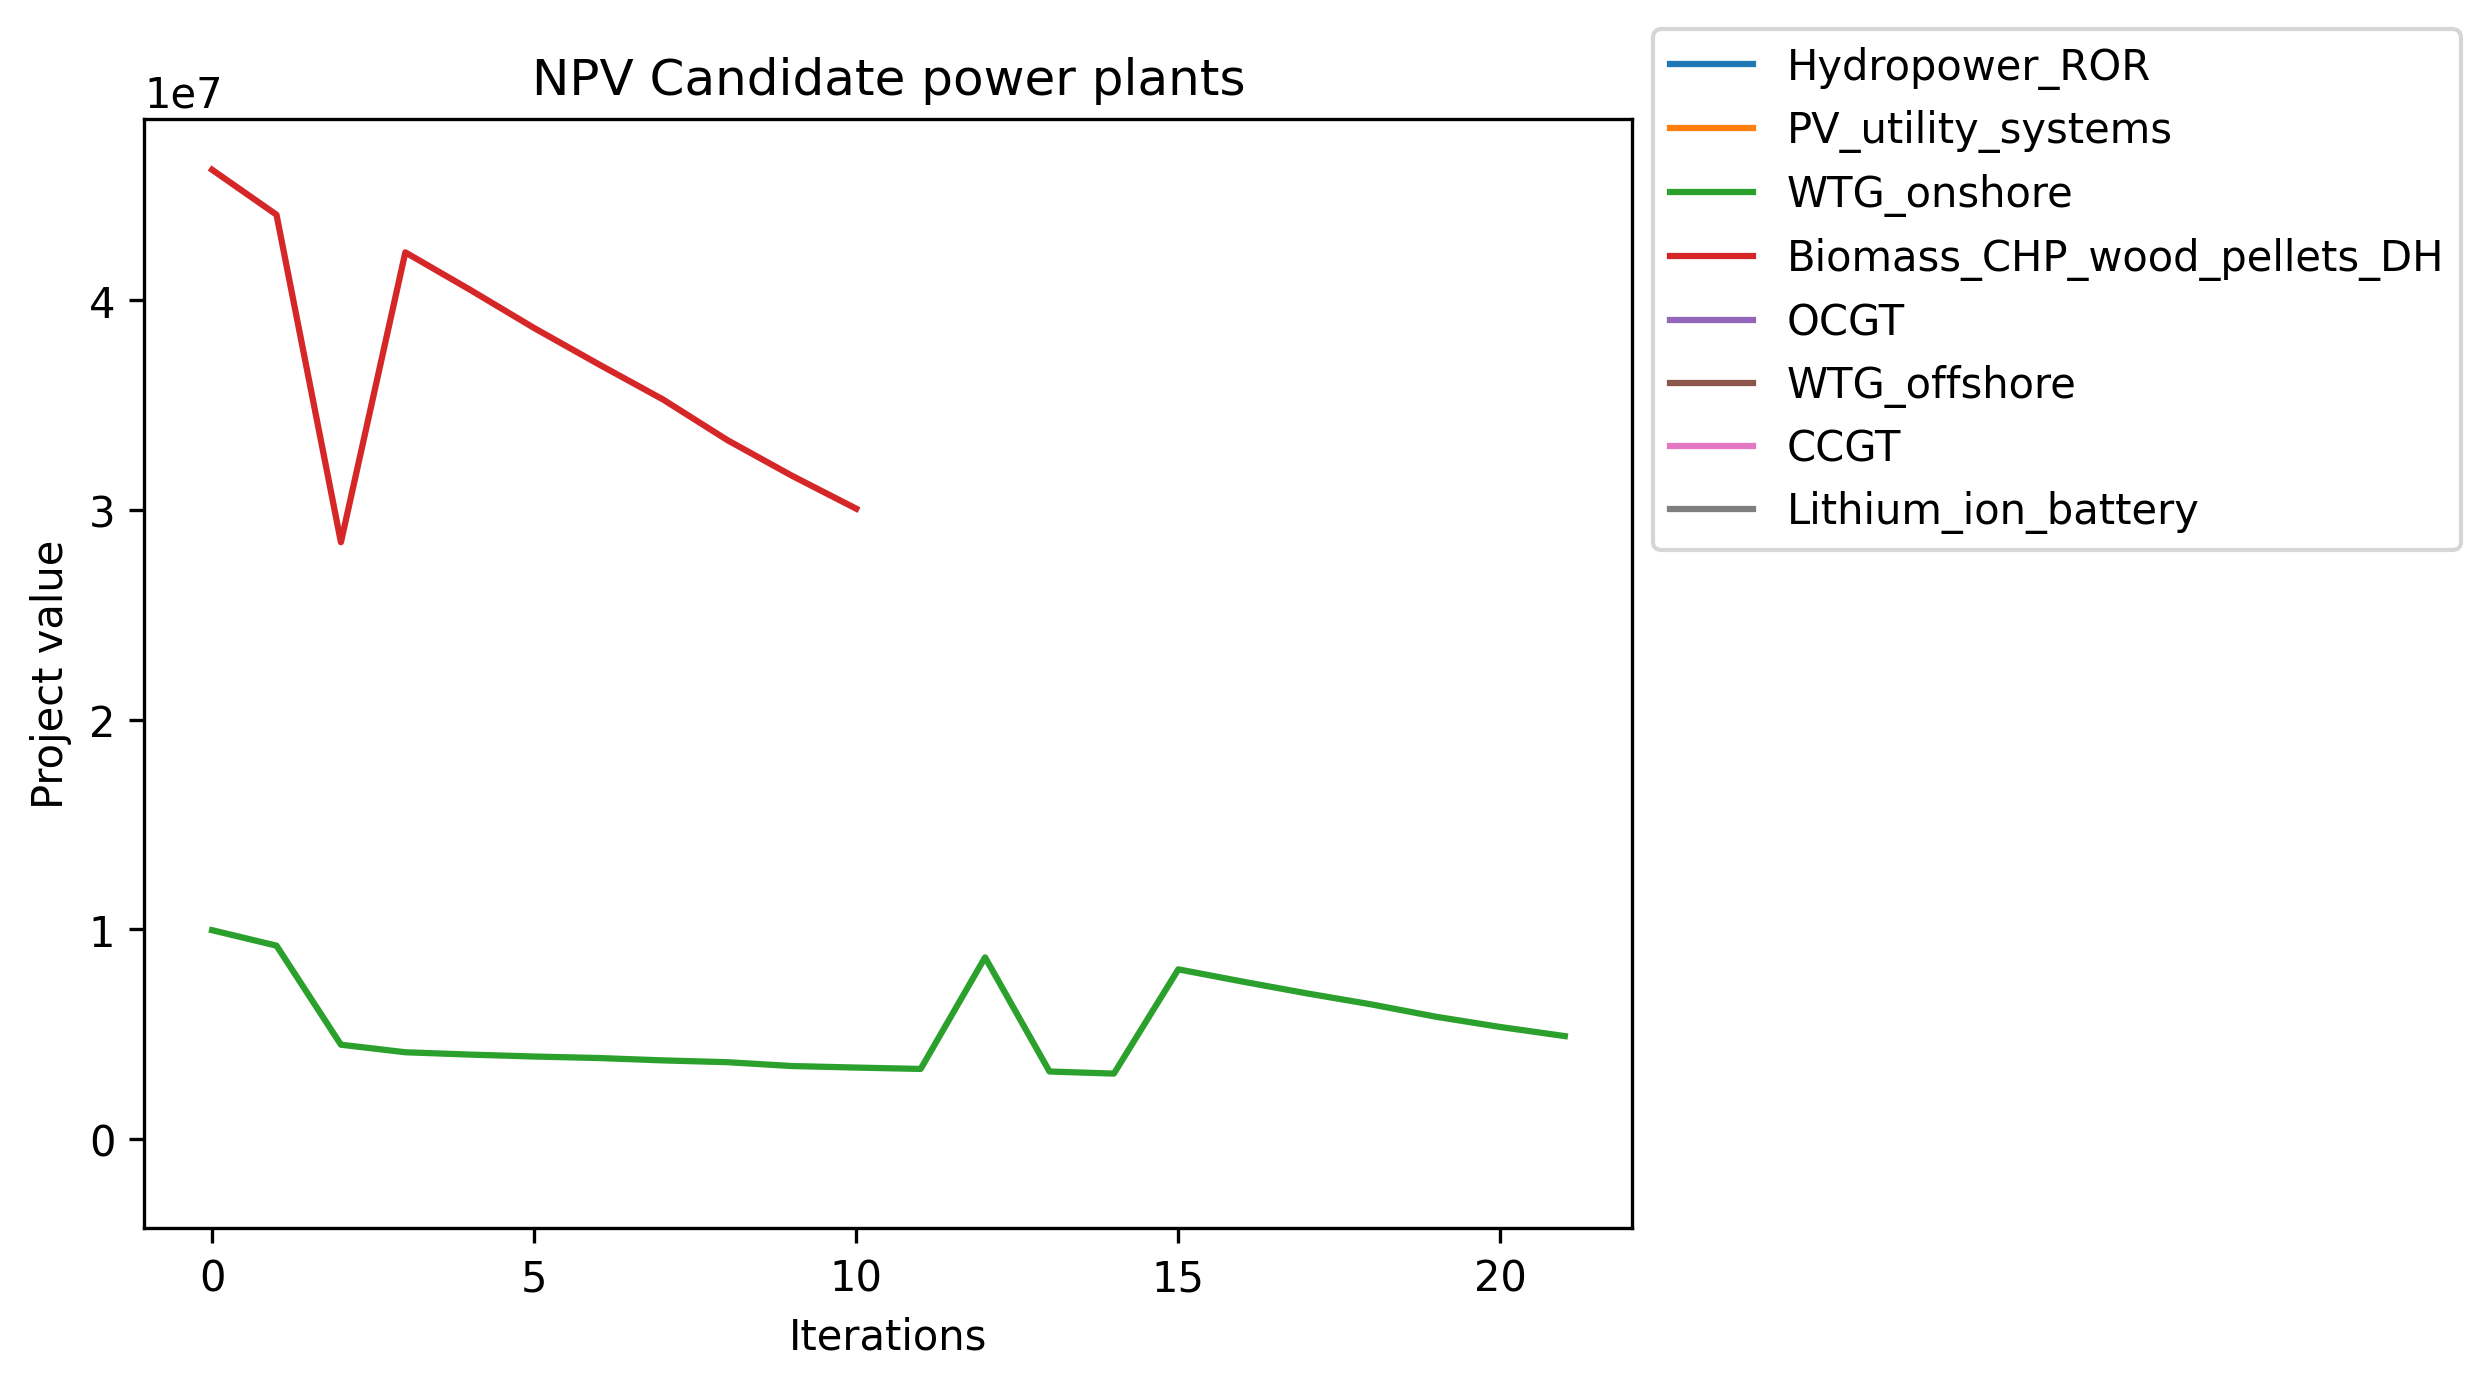 NPV Candidate power plants
1e7
4
3
2
1
0
Project value
0 5 10 15 20
Iterations
Hydropower_ROR
PV_utility_systems
WTG_onshore
Biomass_CHP_wood_pellets_DH
OCGT
WTG_offshore
CCGT
Lithium_ion_battery